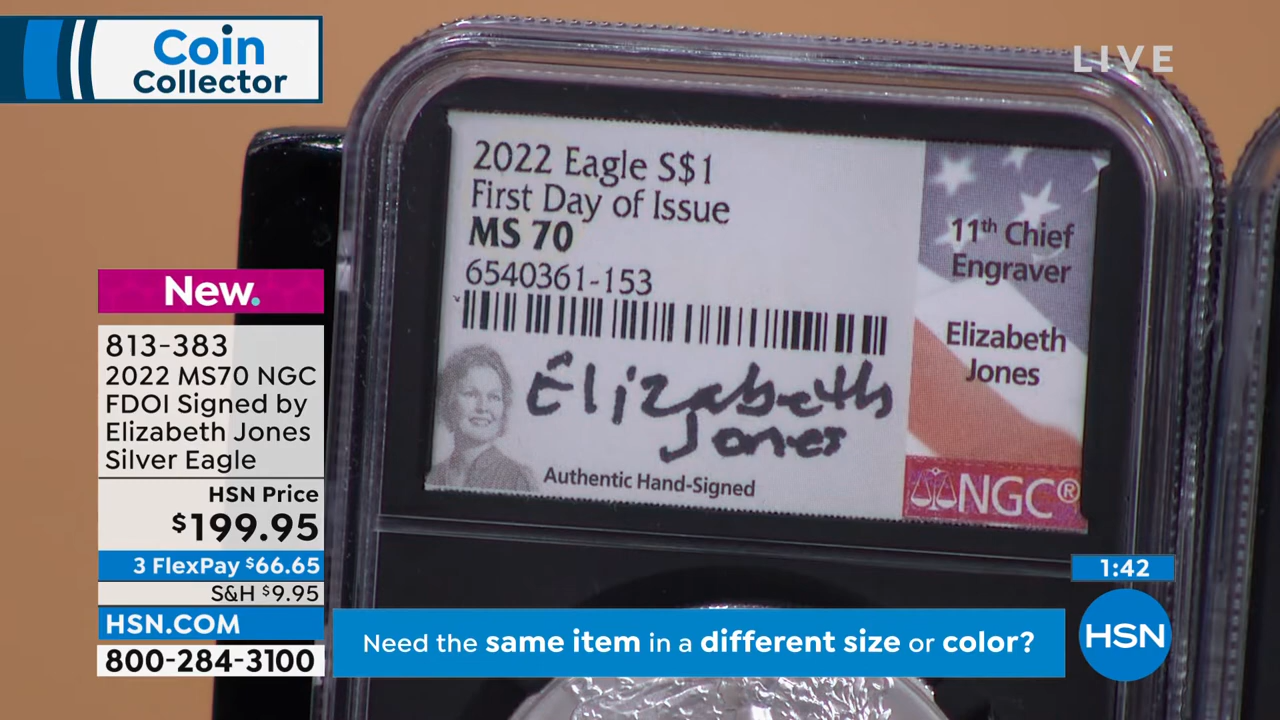 Coin
Collector
LIVE
2022 Eagle S$1
First Day of Issue
MS 70
6540361-153
Elizabeth
Jones
Authentic Hand-Signed
11th Chief
Engraver
Elizabeth
Jones
NGC®
New.
813-383
2022 MS70 NGC
FDOI Signed by
Elizabeth Jones
Silver Eagle
HSN Price
$199.95
3 FlexPay $66.65
S&H $9.95
HSN.COM
800-284-3100
Need the same item in a different size or color?
1:42
HSN